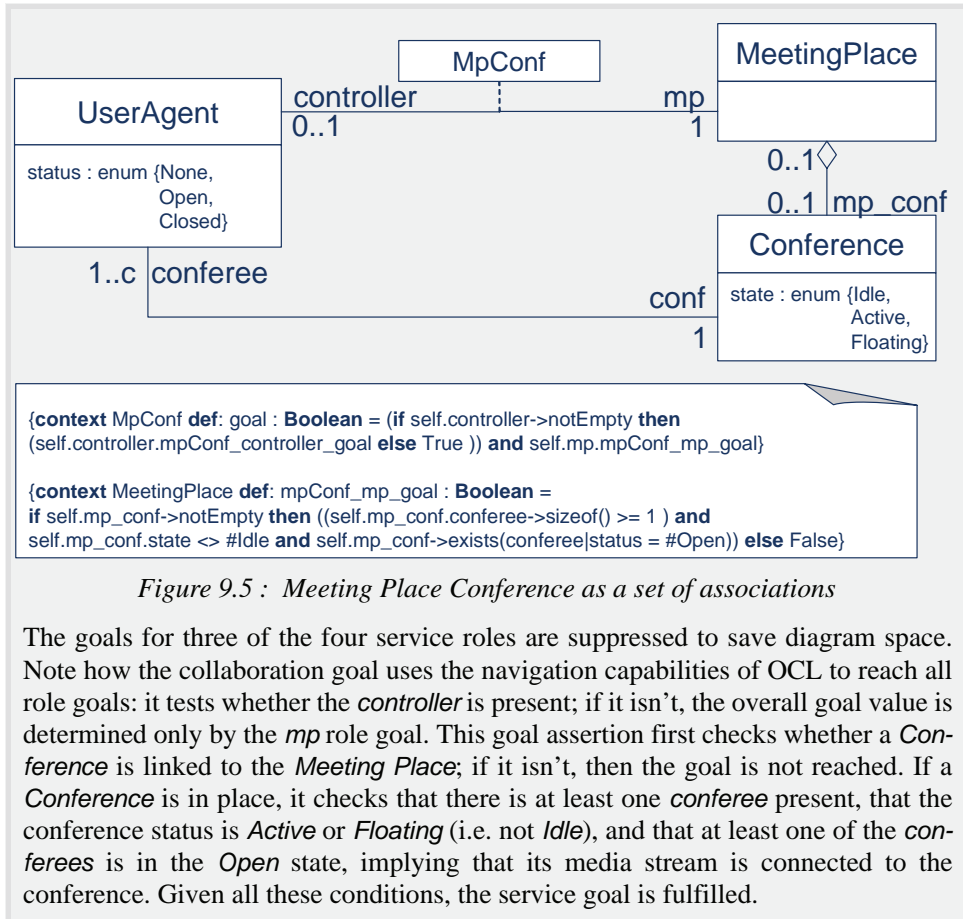 MpConf
MeetingPlace
UserAgent
controller
mp
0..1
1
status : enum {None,
Open,
Closed}
0..1
0..1 mp_conf
Conference
1..c conferee
conf
state : enum {Idle,
Active,
Floating}
1
{context MpConf def: goal : Boolean = (if self.controller->notEmpty then
(self.controller.mpConf_controller_goal else True )) and self.mp.mpConf_mp_goal}
{context MeetingPlace def: mpConf_mp_goal : Boolean =
if self.mp_conf->notEmpty then ((self.mp_conf.conferee->sizeof() >= 1 ) and
self.mp_conf.state <> #Idle and self.mp_conf->exists(conferee|status = #Open)) else False}
Figure 9.5 : Meeting Place Conference as a set of associations
The goals for three of the four service roles are suppressed to save diagram space.
Note how the collaboration goal uses the navigation capabilities of OCL to reach all
role goals: it tests whether the controller is present; if it isn’t, the overall goal value is
determined only by the mp role goal. This goal assertion first checks whether a Con-
ference is linked to the Meeting Place; if it isn’t, then the goal is not reached. If a
Conference is in place, it checks that there is at least one conferee present, that the
conference status is Active or Floating (i.e. not Idle), and that at least one of the con-
ferees is in the Open state, implying that its media stream is connected to the
conference. Given all these conditions, the service goal is fulfilled.